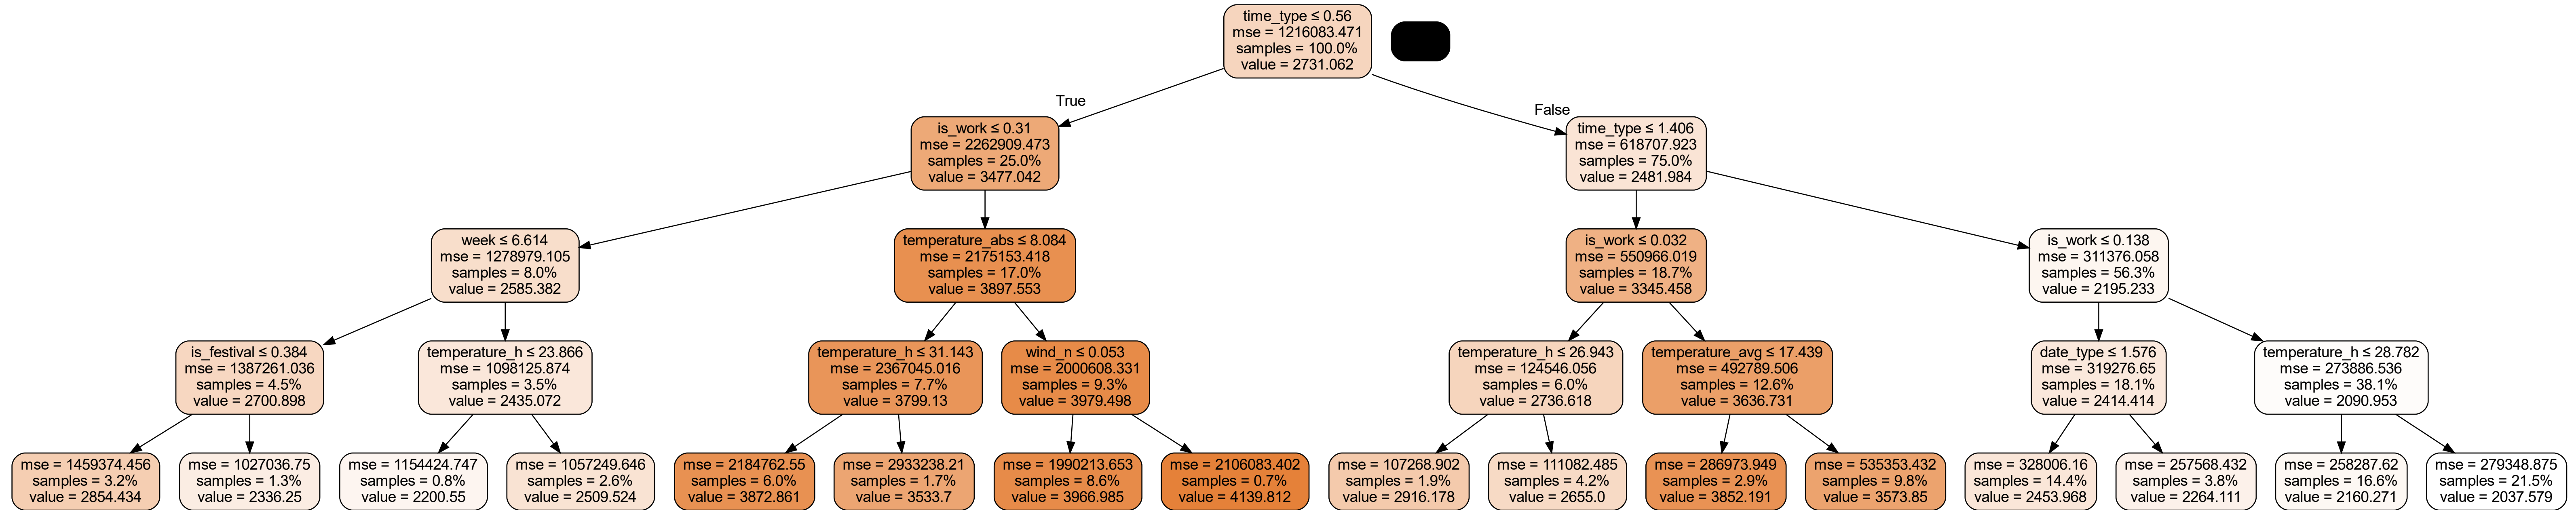 time_type ≤ 0.56
mse = 1216083.471
samples = 100.0%
value = 2731.062
True
False
is_work ≤ 0.31
mse = 2262909.473
samples = 25.0%
value = 3477.042
time_type ≤ 1.406
mse = 618707.923
samples = 75.0%
value = 2481.984
week ≤ 6.614
mse = 1278979.105
samples = 8.0%
value = 2585.382
temperature_abs ≤ 8.084
mse = 2175153.418
samples = 17.0%
value = 3897.553
is_work ≤ 0.032
mse = 550966.019
samples = 18.7%
value = 3345.458
is_work ≤ 0.138
mse = 311376.058
samples = 56.3%
value = 2195.233
is_festival ≤ 0.384
mse = 1387261.036
samples = 4.5%
value = 2700.898
temperature_h ≤ 23.866
mse = 1098125.874
samples = 3.5%
value = 2435.072
temperature_h ≤ 31.143
mse = 2367045.016
samples = 7.7%
value = 3799.13
wind_n ≤ 0.053
mse = 2000608.331
samples = 9.3%
value = 3979.498
temperature_h ≤ 26.943
mse = 124546.056
samples = 6.0%
value = 2736.618
temperature_avg ≤ 17.439
mse = 492789.506
samples = 12.6%
value = 3636.731
date_type ≤ 1.576
mse = 319276.65
samples = 18.1%
value = 2414.414
temperature_h ≤ 28.782
mse = 273886.536
samples = 38.1%
value = 2090.953
mse = 1459374.456
samples = 3.2%
value = 2854.434
mse = 1027036.75
samples = 1.3%
value = 2336.25
mse = 1154424.747
samples = 0.8%
value = 2200.55
mse = 1057249.646
samples = 2.6%
value = 2509.524
mse = 2184762.55
samples = 6.0%
value = 3872.861
mse = 2933238.21
samples = 1.7%
value = 3533.7
mse = 1990213.653
samples = 8.6%
value = 3966.985
mse = 2106083.402
samples = 0.7%
value = 4139.812
mse = 107268.902
samples = 1.9%
value = 2916.178
mse = 111082.485
samples = 4.2%
value = 2655.0
mse = 286973.949
samples = 2.9%
value = 3852.191
mse = 535353.432
samples = 9.8%
value = 3573.85
mse = 328006.16
samples = 14.4%
value = 2453.968
mse = 257568.432
samples = 3.8%
value = 2264.111
mse = 258287.62
samples = 16.6%
value = 2160.271
mse = 279348.875
samples = 21.5%
value = 2037.579